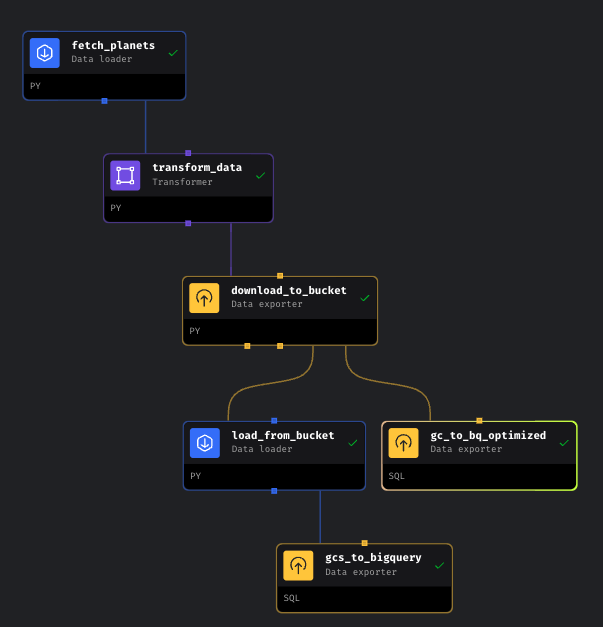 fetch_planets
Data loader
PY
transform_data
Transformer
PY
download_to_bucket
Data exporter
PY
load_from_bucket
Data loader
PY
gc_to_bq_optimized
Data exporter
SQL
gcs_to_bigquery
Data exporter
SQL